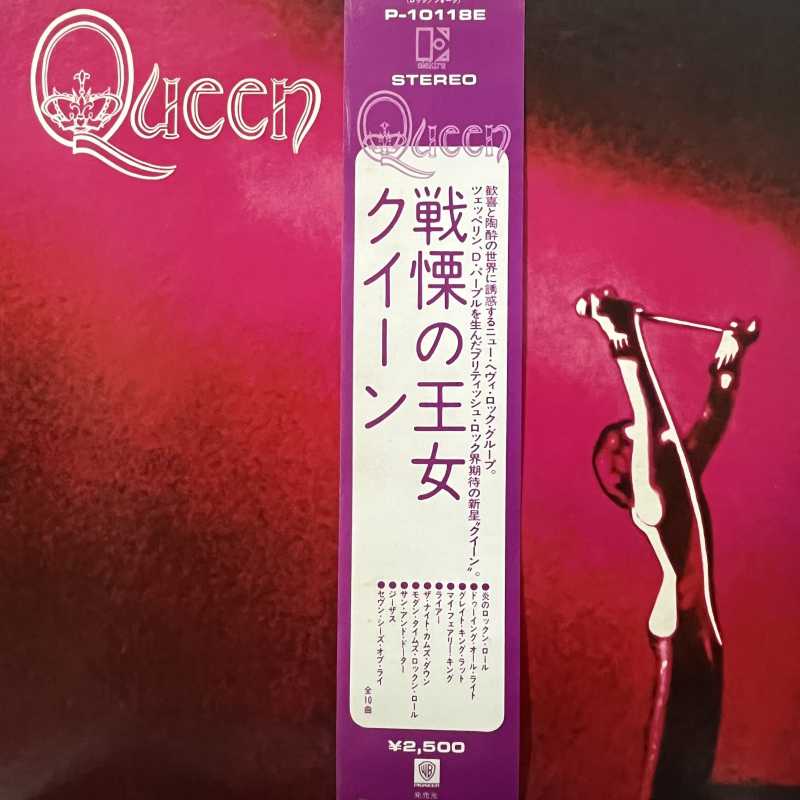 Queen
P-10118E
elektra
STEREO
Queen
歓喜と陶酔の世界に誘惑するニュー・ヘヴィ・ロック・グループ。
ツェッペリン、D・パープルを生んだブリティッシュ・ロック界期待の新星“クイーン”。
戦慄の王女
クイーン
●炎のロックン・ロール
●ドゥーイング・オール・ライト
●グレイト・キング・ラット
●マイ・フェアリー・キング
●ライアー
●ザ・ナイト・カムズ・ダウン
●モダン・タイムズ・ロックン・ロール
●サン・アンド・ドーター
●ジーザス
●セヴン・シーズ・オブ・ライ
全10曲
¥2,500
WB
PIONEER
発売元